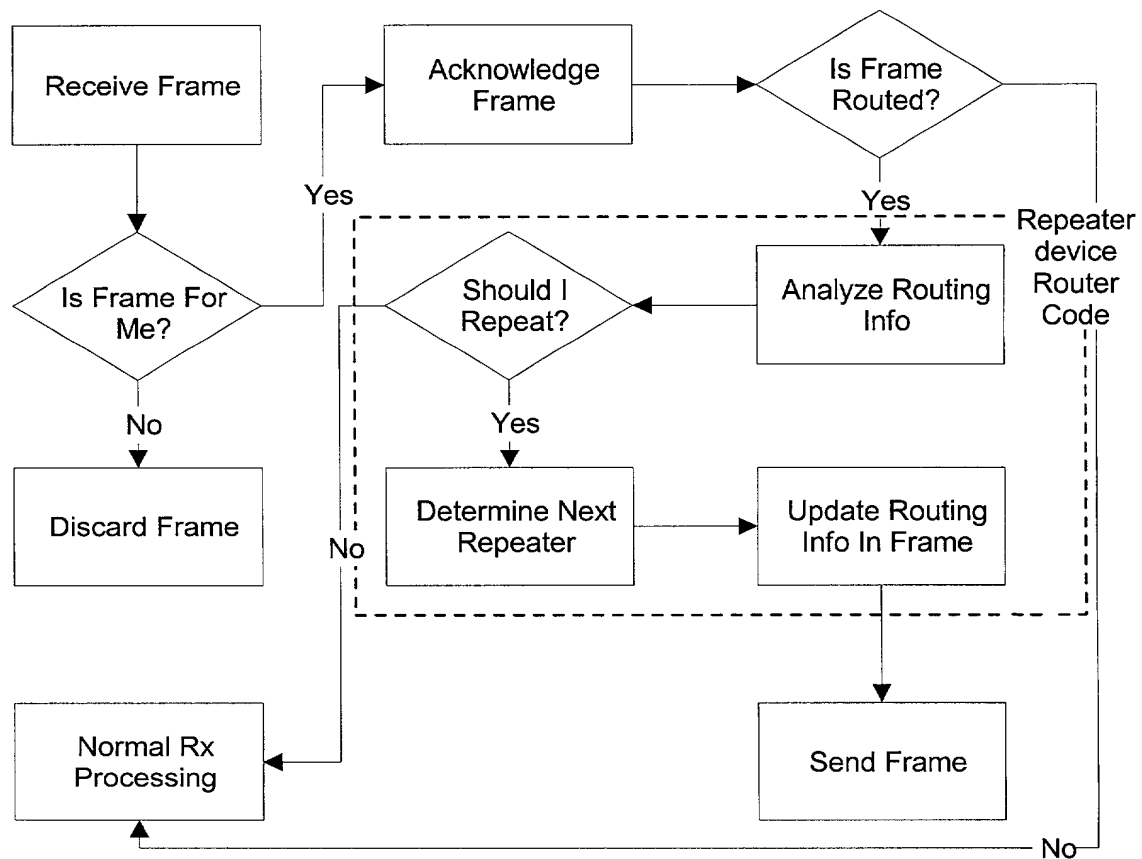 Receive Frame
Acknowledge
Frame
Is Frame
Routed?
Yes
Yes
Repeater
device
Router
Code
Is Frame For
Me?
Should I
Repeat?
Analyze Routing
Info
No
Yes
Discard Frame
No
Determine Next
Repeater
Update Routing
Info In Frame
Normal Rx
Processing
Send Frame
No